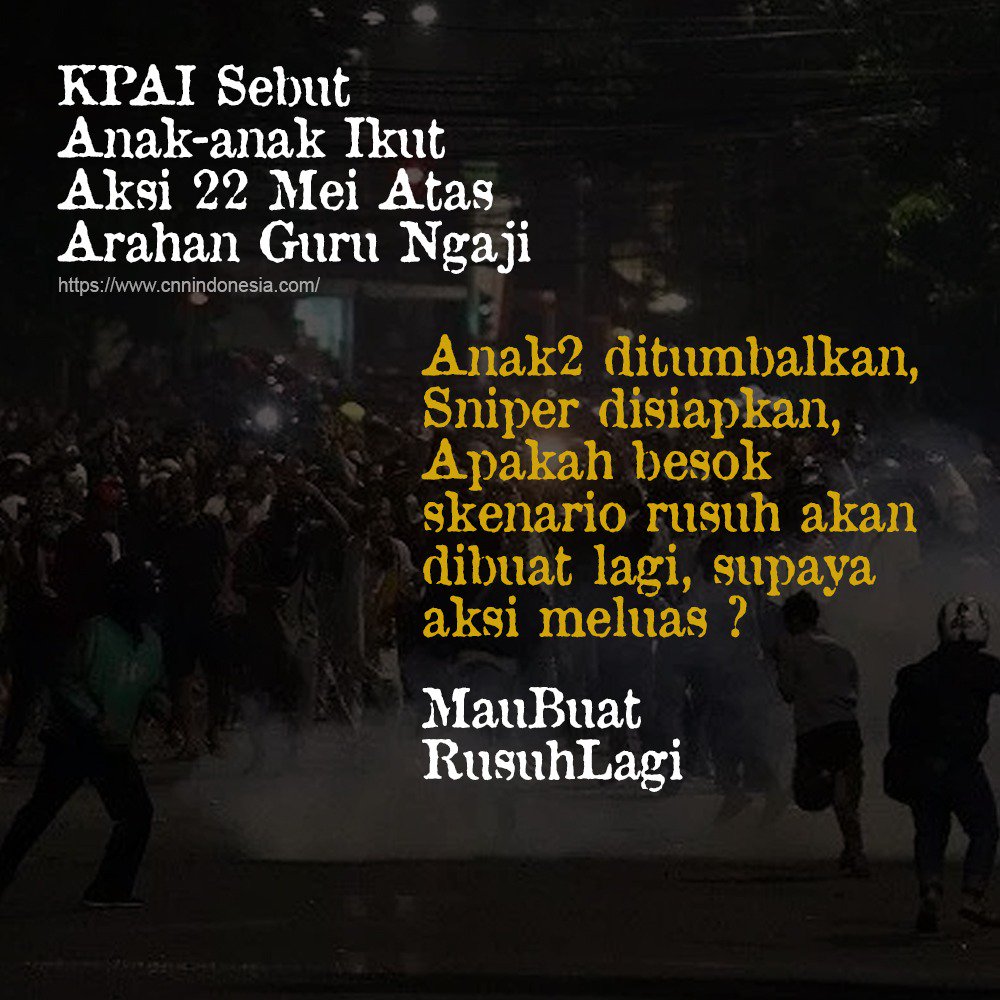 KPAI Sebut
Anak-anak Ikut
Aksi 22 Mei Atas
Arahan Guru Ngaji
https://www.cnnindonesia.com/
Anak2 ditumbalkan,
Sniper disiapkan,
Apakah besok
skenario rusuh akan
dibuat lagi, supaya
aksi meluas ?
MauBuat
RusuhLagi